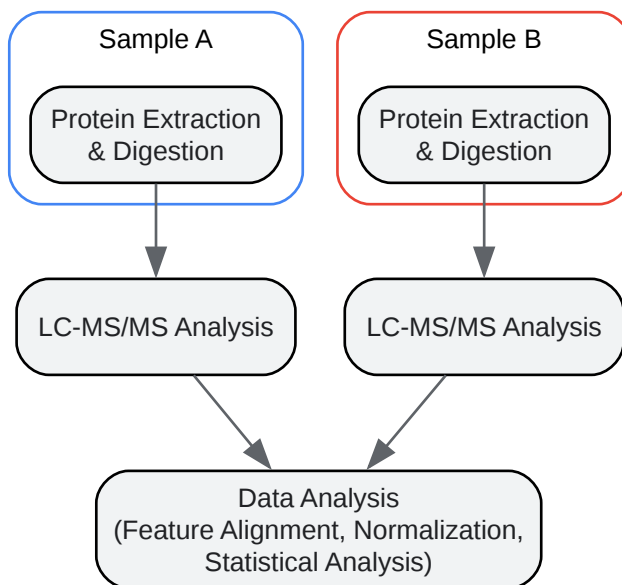 Sample A
Sample B
Protein Extraction
& Digestion
Protein Extraction
& Digestion
LC-MS/MS Analysis
LC-MS/MS Analysis
Data Analysis
(Feature Alignment, Normalization,
Statistical Analysis)